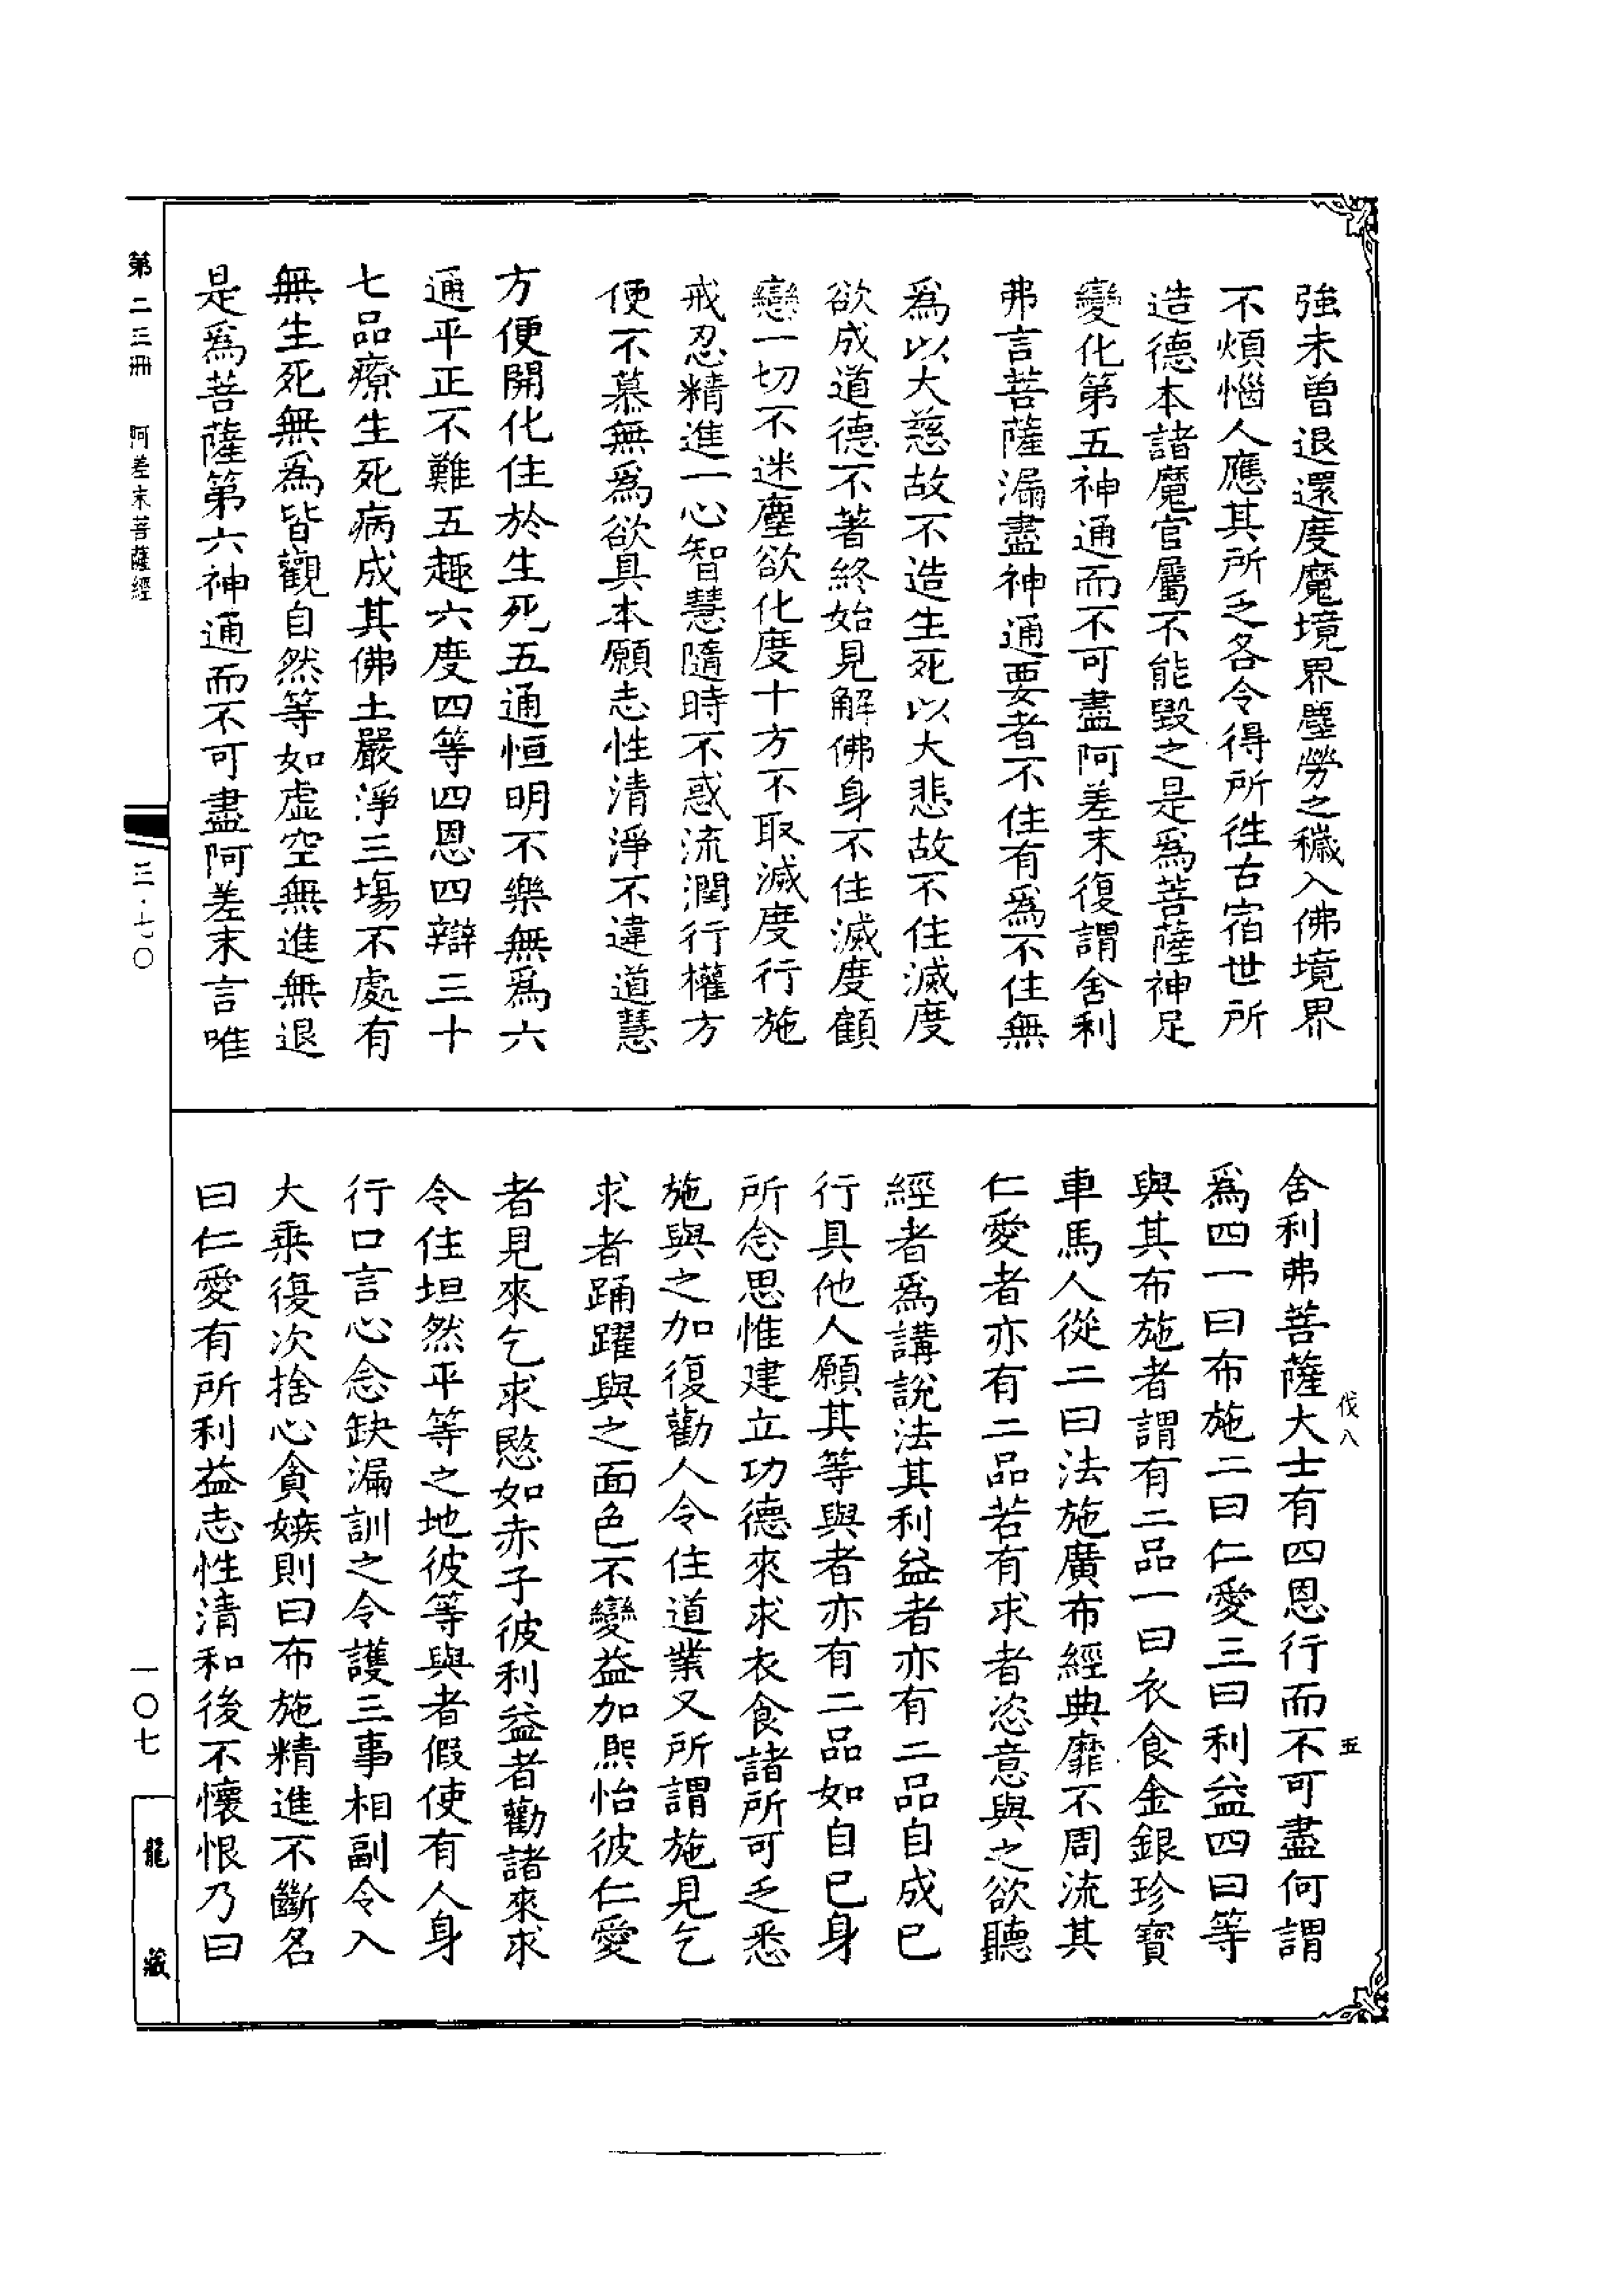 強未曾退還度魔境界塵勞之穢入佛境界
不煩惱人應其所乏各令得所徃古宿世所
造德本諸魔官屬不能毀之是爲菩薩神足
變化第五神通而不可盡阿差末復謂舍利
弗言菩薩漏盡神通要者不住有爲不住無
爲以大慈故不造生死以大悲故不住滅度
欲成道德不著終始見解佛身不住滅度顧
戀一切不迷塵欲化度十方不取滅度行施
戒忍精進一心智慧隨時不惑流潤行權方
便不慕無爲欲具本願志性清淨不違道慧
方便開化住於生死五通恒明不樂無爲六
通平正不難五趣六度四等四恩四辯三十
七品療生死病成其佛土嚴淨三場不處有
無生死無爲皆觀自然等如虛空無進無退
是爲菩薩第六神通而不可盡阿差末言唯
舍利弗菩薩大士有四恩行而不可盡何謂
爲四一曰布施二曰仁愛三曰利益四曰等
與其布施者謂有二品一曰衣食金銀珍寶
車馬人從二曰法施廣布經典靡不周流其
仁愛者亦有二品若有求者恣意與之欲聽
經者爲講說法其利益者亦有二品自成已
行具他人願其等與者亦有二品如自已身
所念思惟建立功德來求衣食諸所可乏悉
施與之加復勸人令住道業又所謂施見乞
求者踊躍與之面色不變益加熙怡彼仁愛
者見來乞求愍如赤子彼利益者勸諸來求
令住坦然平等之地彼等與者假使有人身
行口言心念缺漏訓之令護三事相副令入
大乘復次捨心貪嫉則曰布施精進不斷名
曰仁愛有所利益志性清和後不懷恨乃曰
伐八
五
第二三冊
阿差末菩薩經
三·七〇
一〇七
龍藏